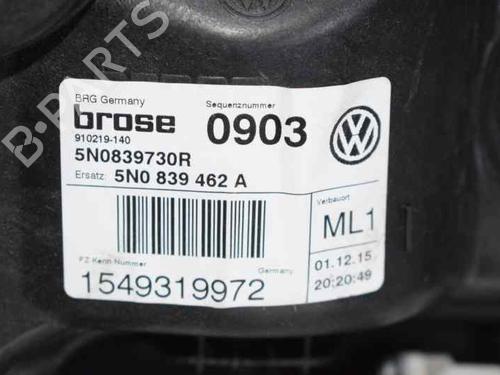 B-PARTS
BRG Germany
Sequenznummer
brose
0903
910219-140
5N0839730R
Ersatz: 5N0 839 462 A
Verbauort
ML1
FZ Kenn Nummer
Germany
01.12.15
1549319972
20:20:49